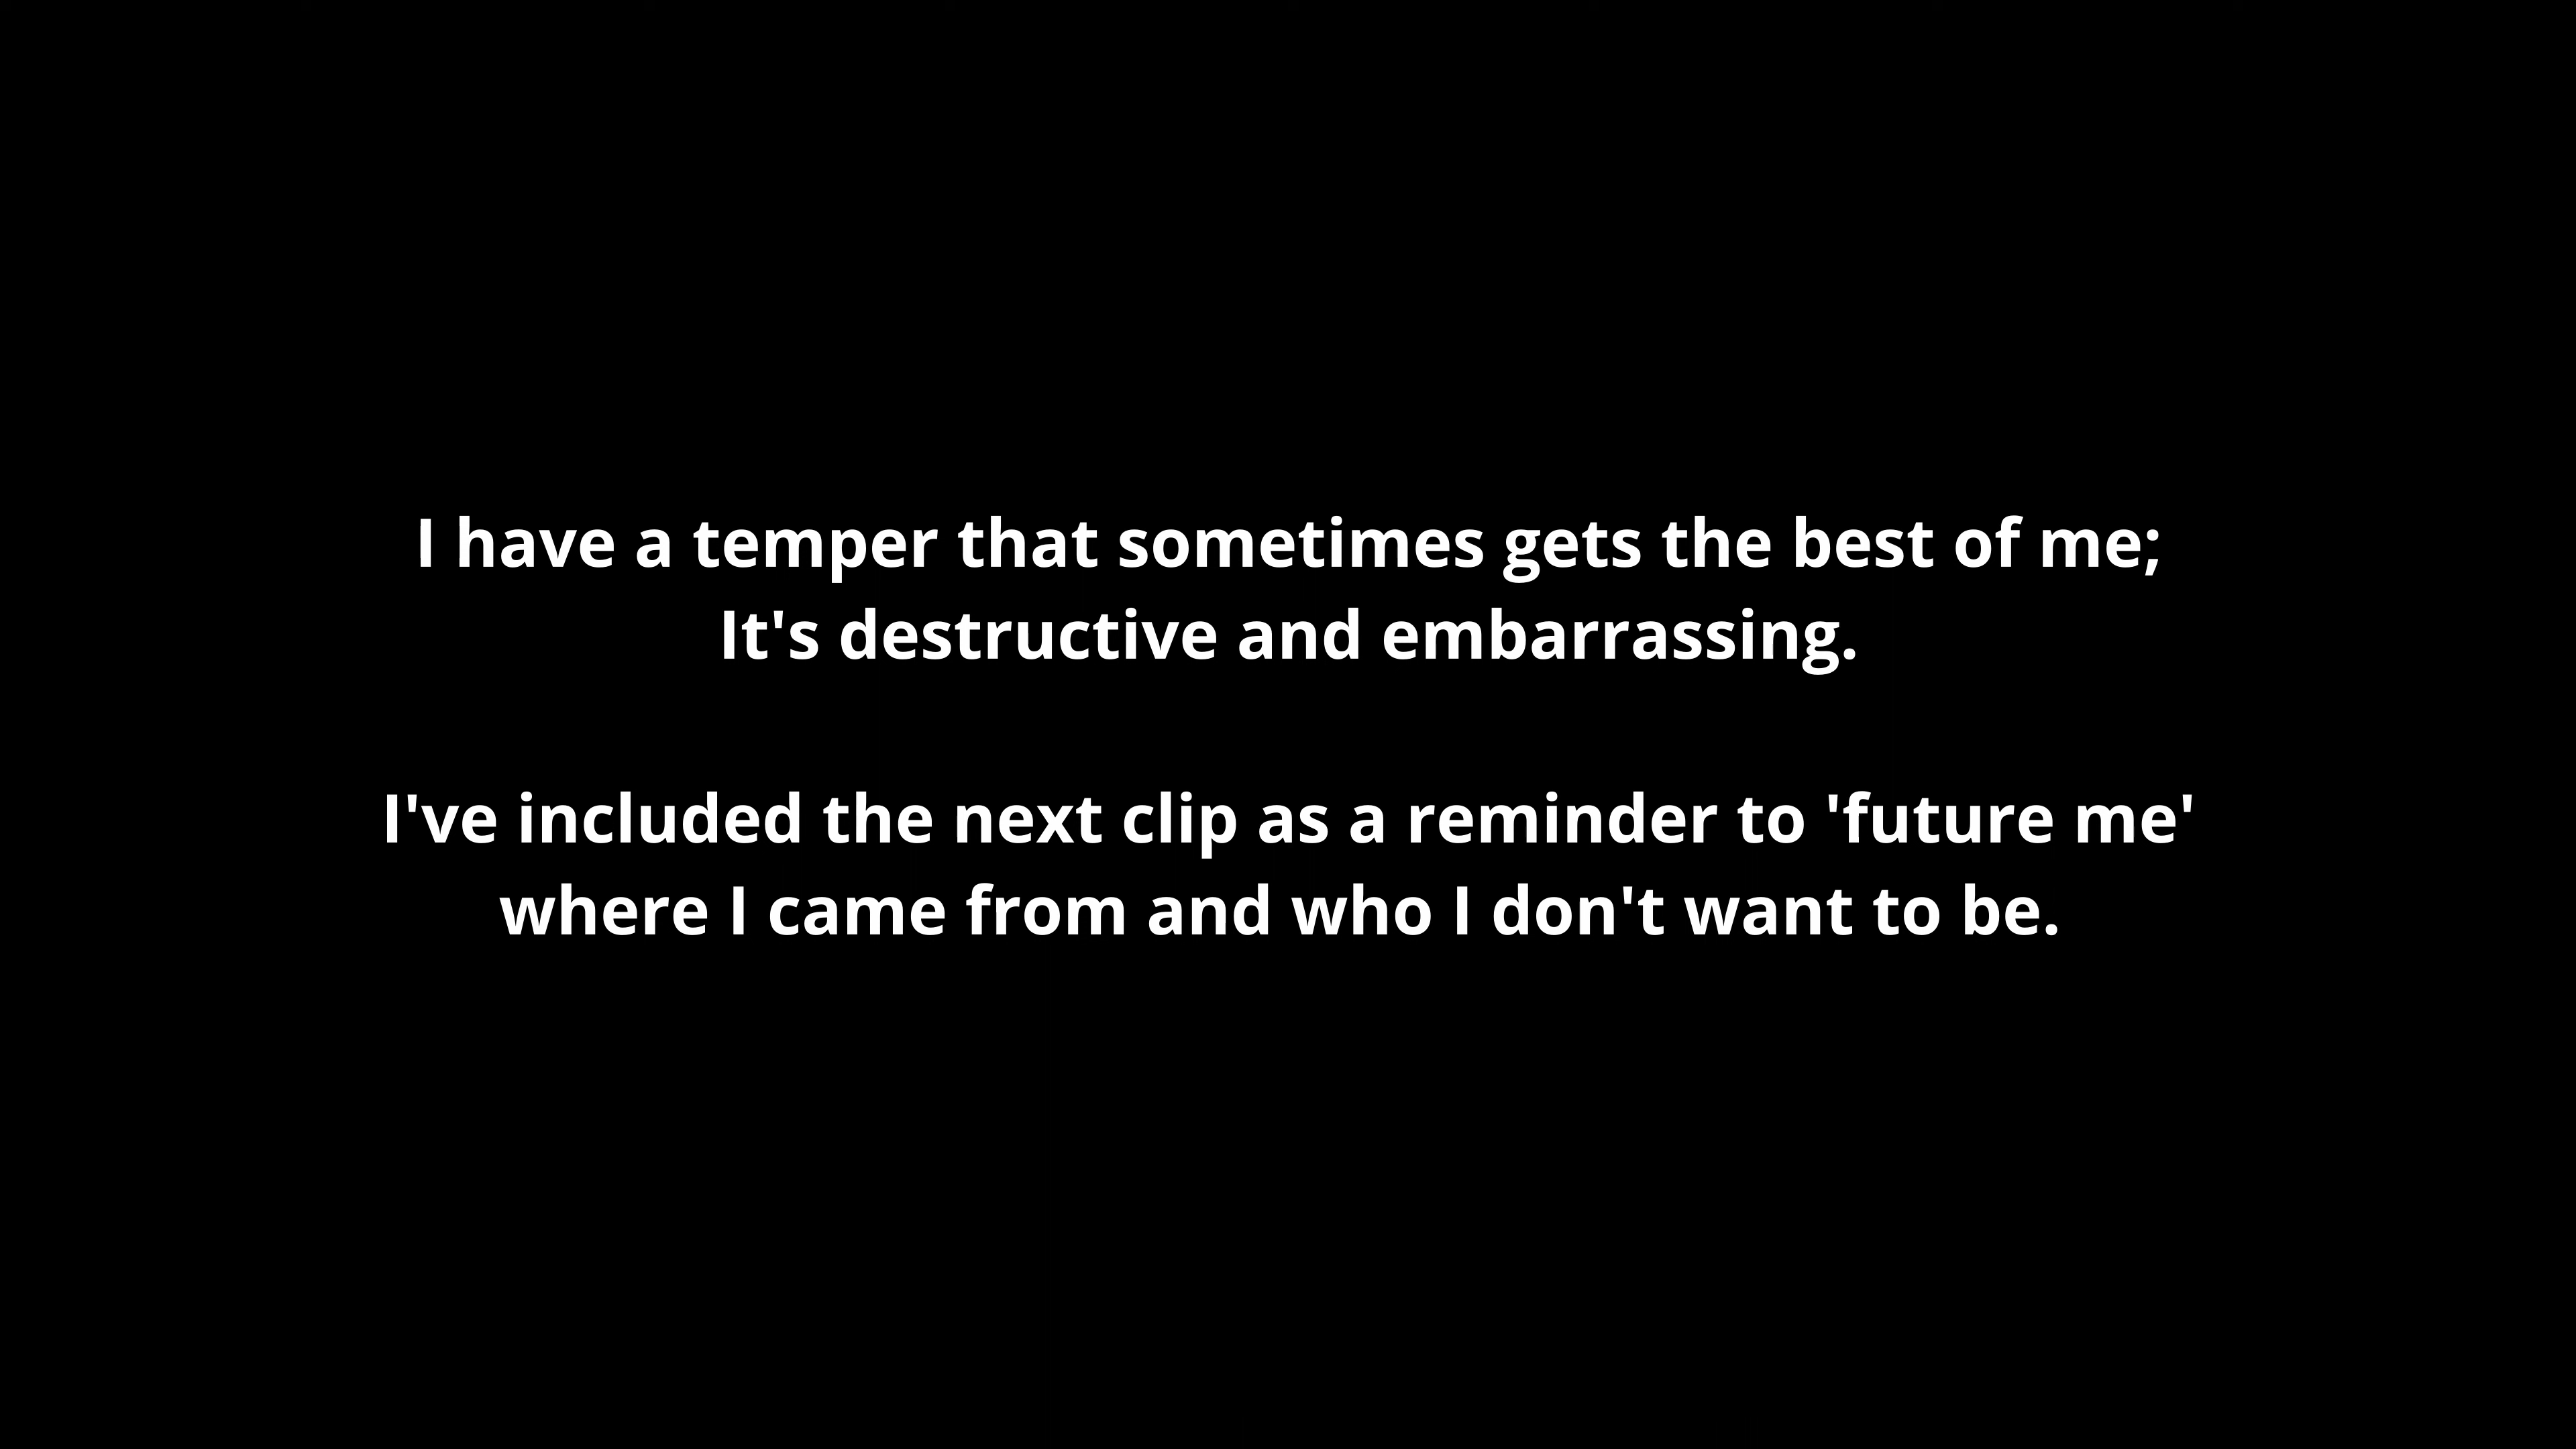 I have a temper that sometimes gets the best of me;
It's destructive and embarrassing.
I've included the next clip as a reminder to 'future me'
where I came from and who I don't want to be.